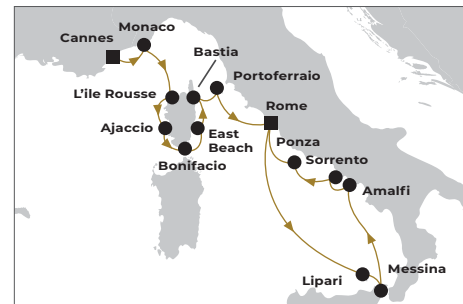 Monaco
Cannes
Bastia
Portoferraio
L'ile Rousse
Rome
Ajaccio
East
Beach
Ponza
Sorrento
Bonifacio
Amalfi
Lipari
Messina